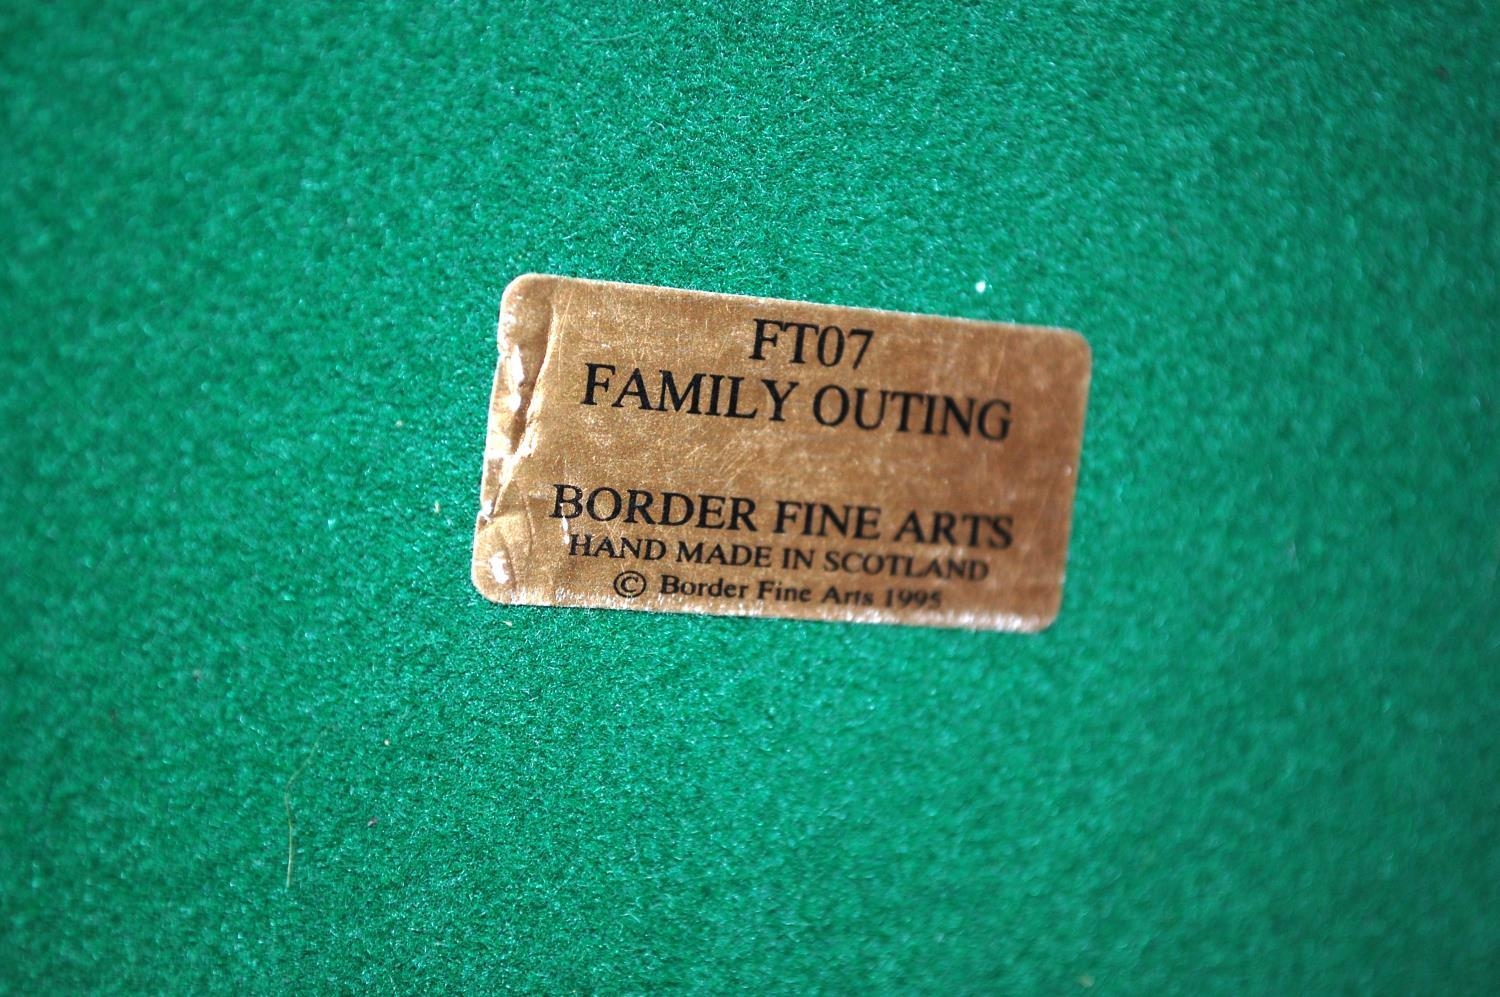 FT07
FAMILY OUTING
BORDER FINE ARTS
HAND MADE IN SCOTLAND
© Border Fine Arts 1995